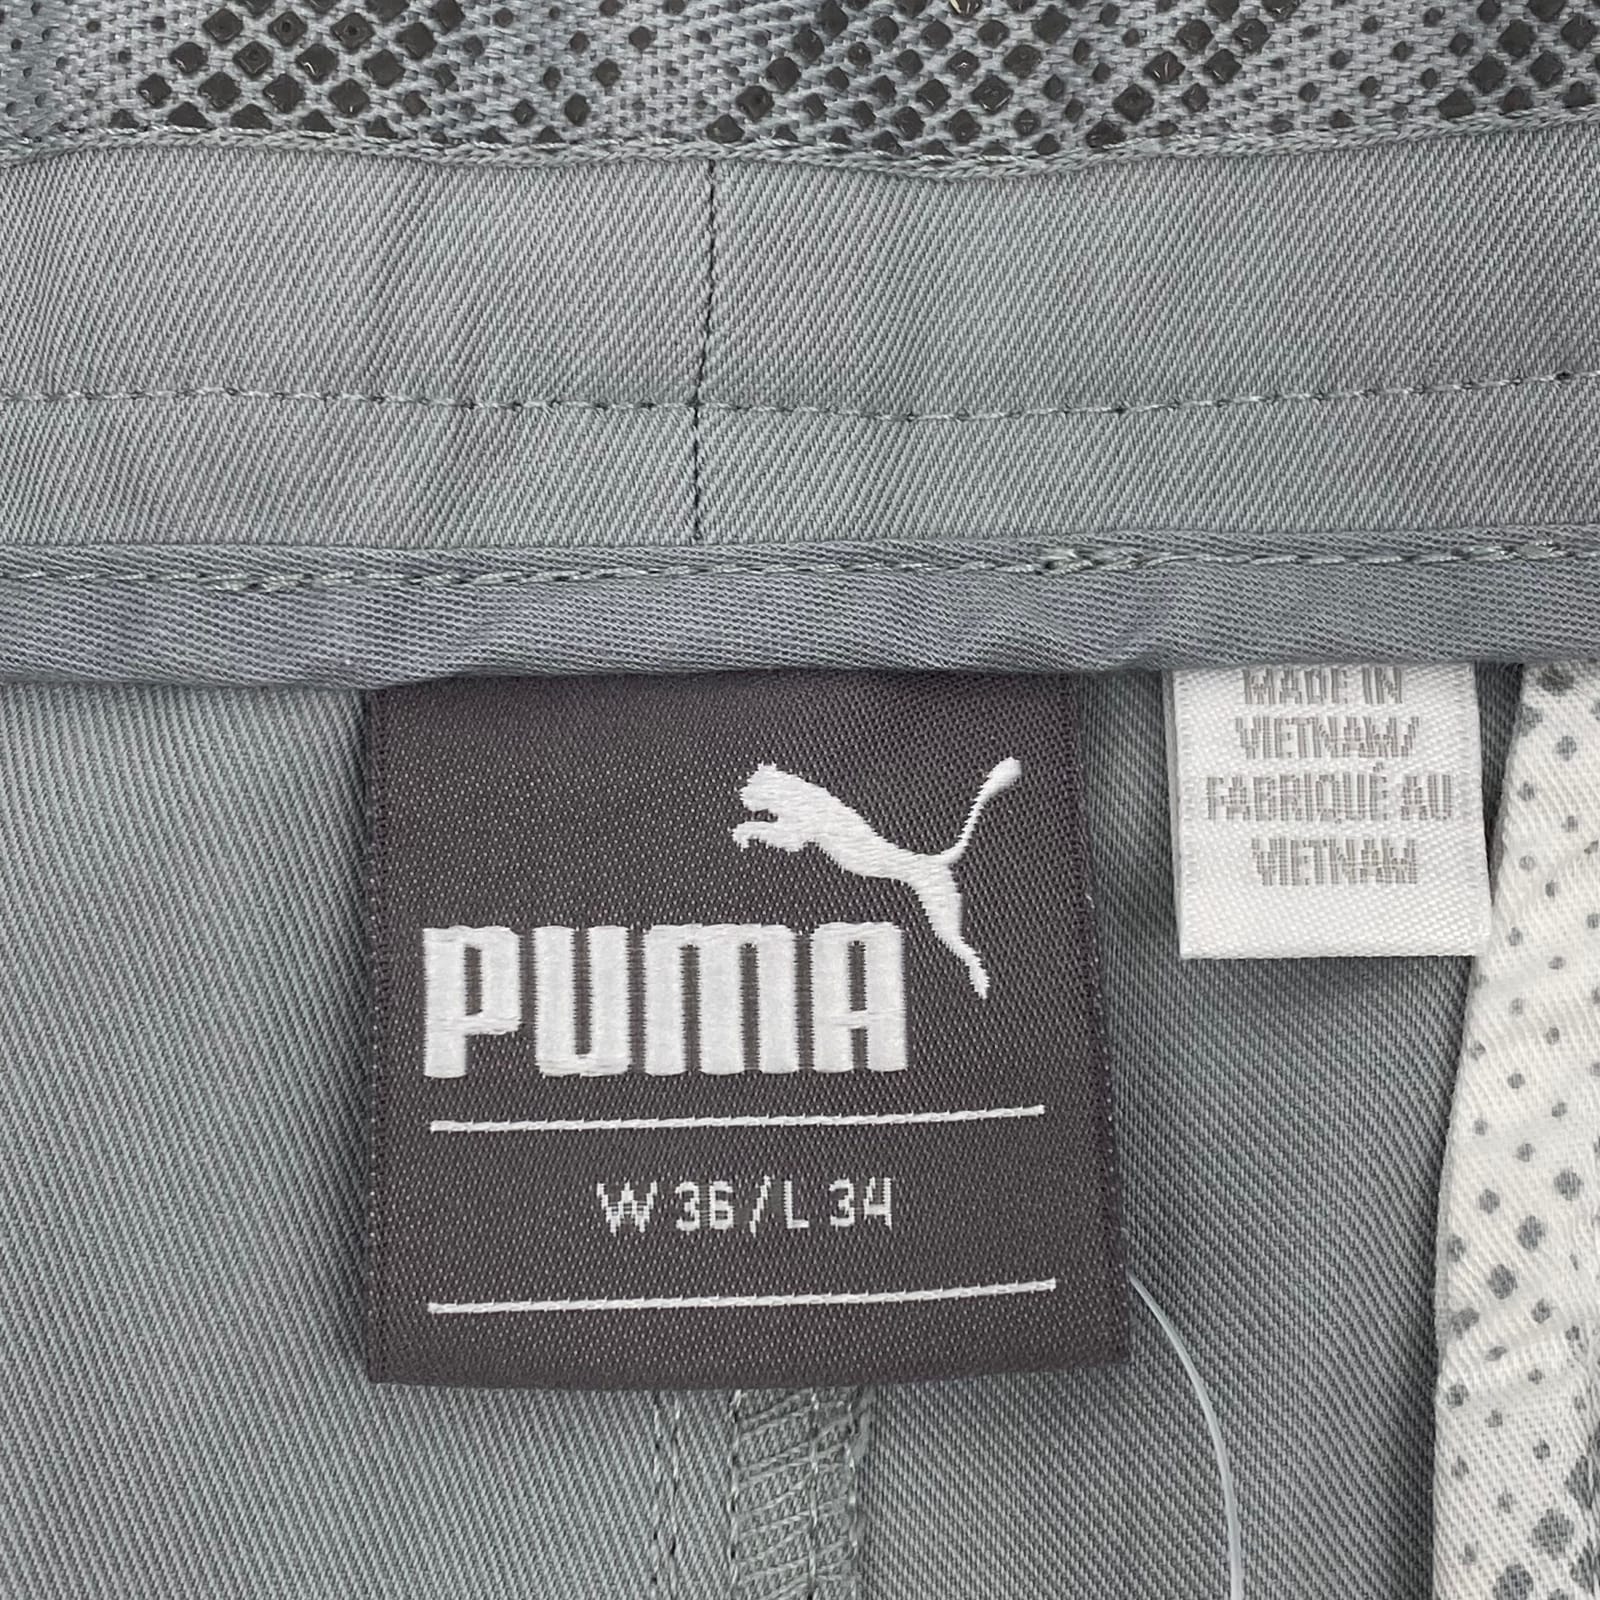 PUMA
W 36 / L 34
MADE IN
VIETNAM/
FABRIQUÉ AU
VIETNAM